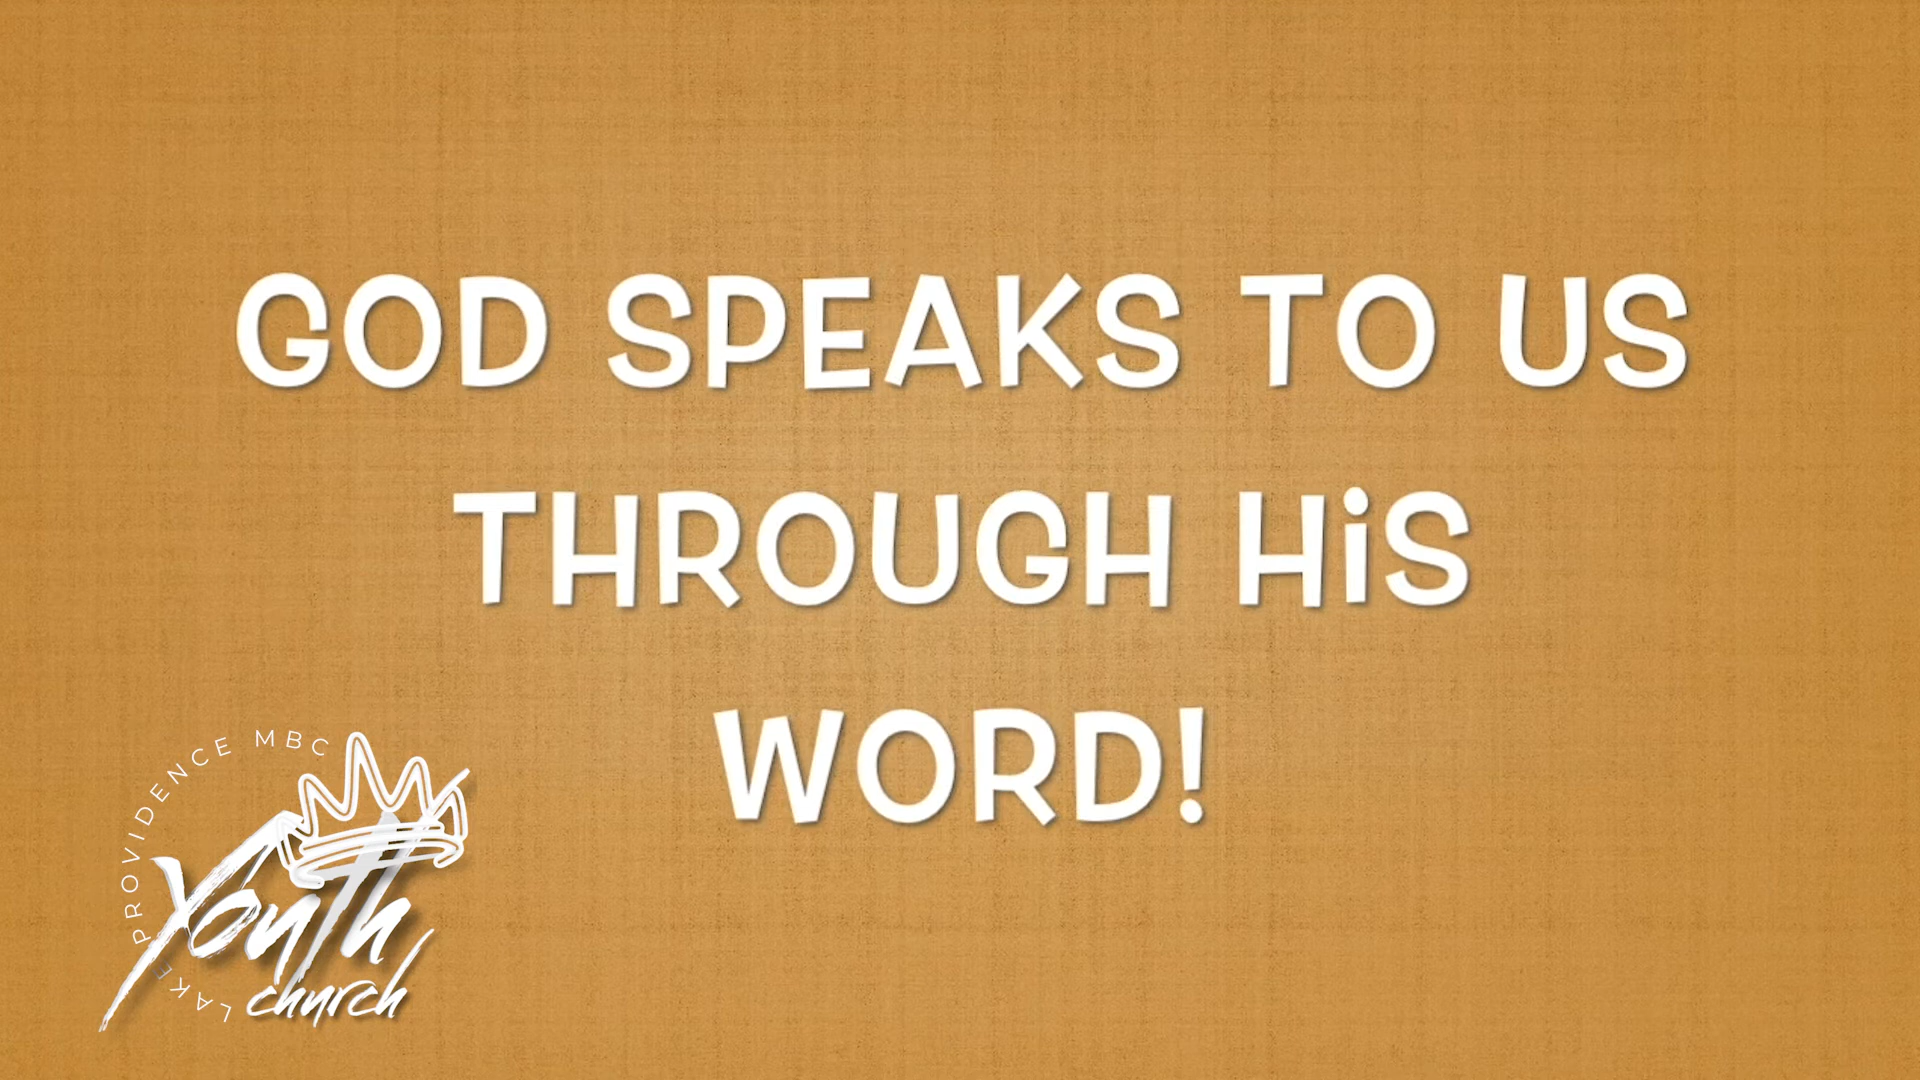 GOD SPEAKS TO US
THROUGH HiS
WORD!
LAKE PROVIDENCE MBC
Youth
church